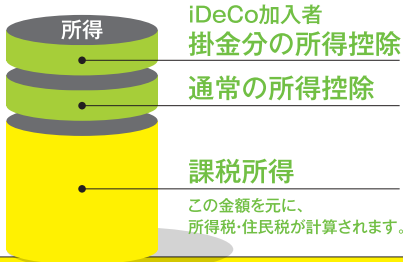 所得
iDeCo加入者
掛金分の所得控除
通常の所得控除
課税所得
この金額を元に、
所得税・住民税が計算されます。